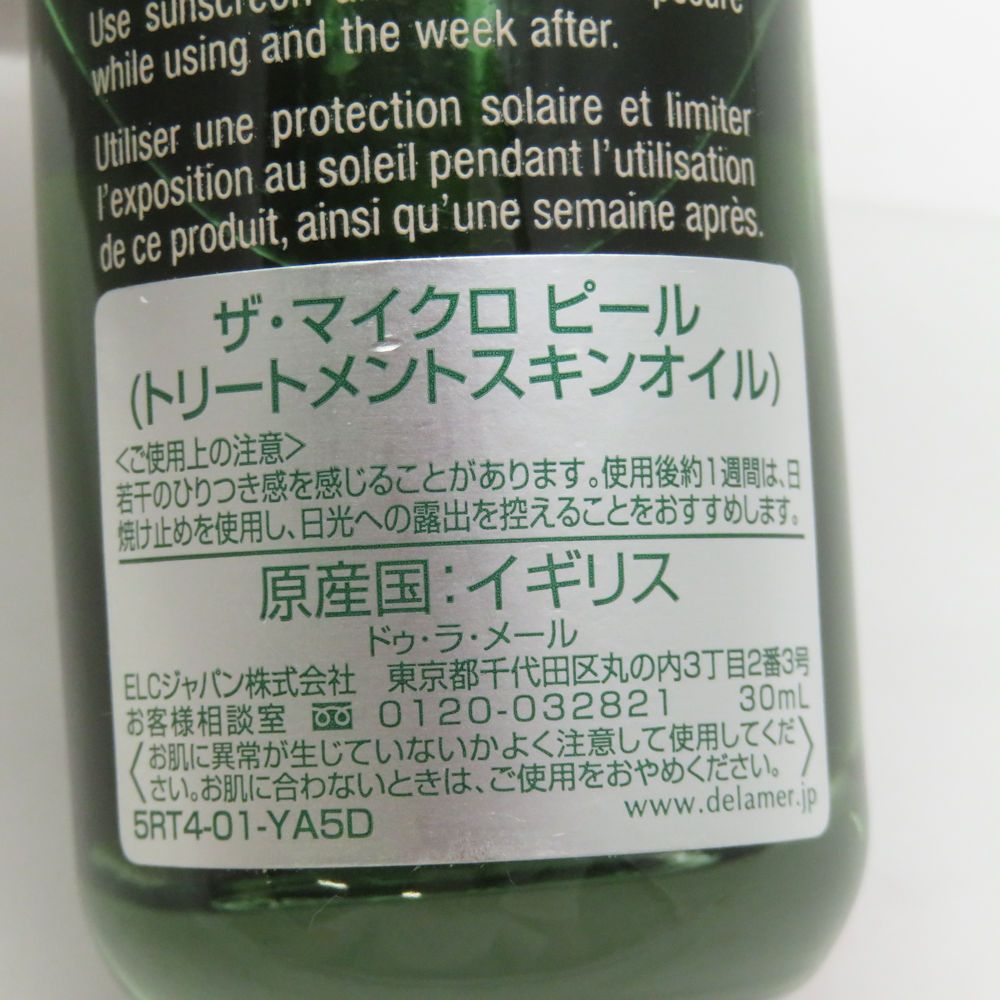 Use sunscreen
while using and the week after.
Utiliser une protection solaire et limiter
l'exposition au soleil pendant l'utilisation
de ce produit, ainsi qu'une semaine après.
ザ・マイクロ ピール
(トリートメントスキンオイル)
<ご使用上の注意>
若干のひりつき感を感じることがあります。使用後約1週間は、日
焼け止めを使用し、日光への露出を控えることをおすすめします。
原産国：イギリス
ドゥ・ラ・メール
ELCジャパン株式会社 東京都千代田区丸の内3丁目2番3号
お客様相談室 0120-032821 30mL
〈お肌に異常が生じていないかよく注意して使用してくだ
さい。お肌に合わないときは、ご使用をおやめください。〉
www.delamer.jp
5RT4-01-YA5D